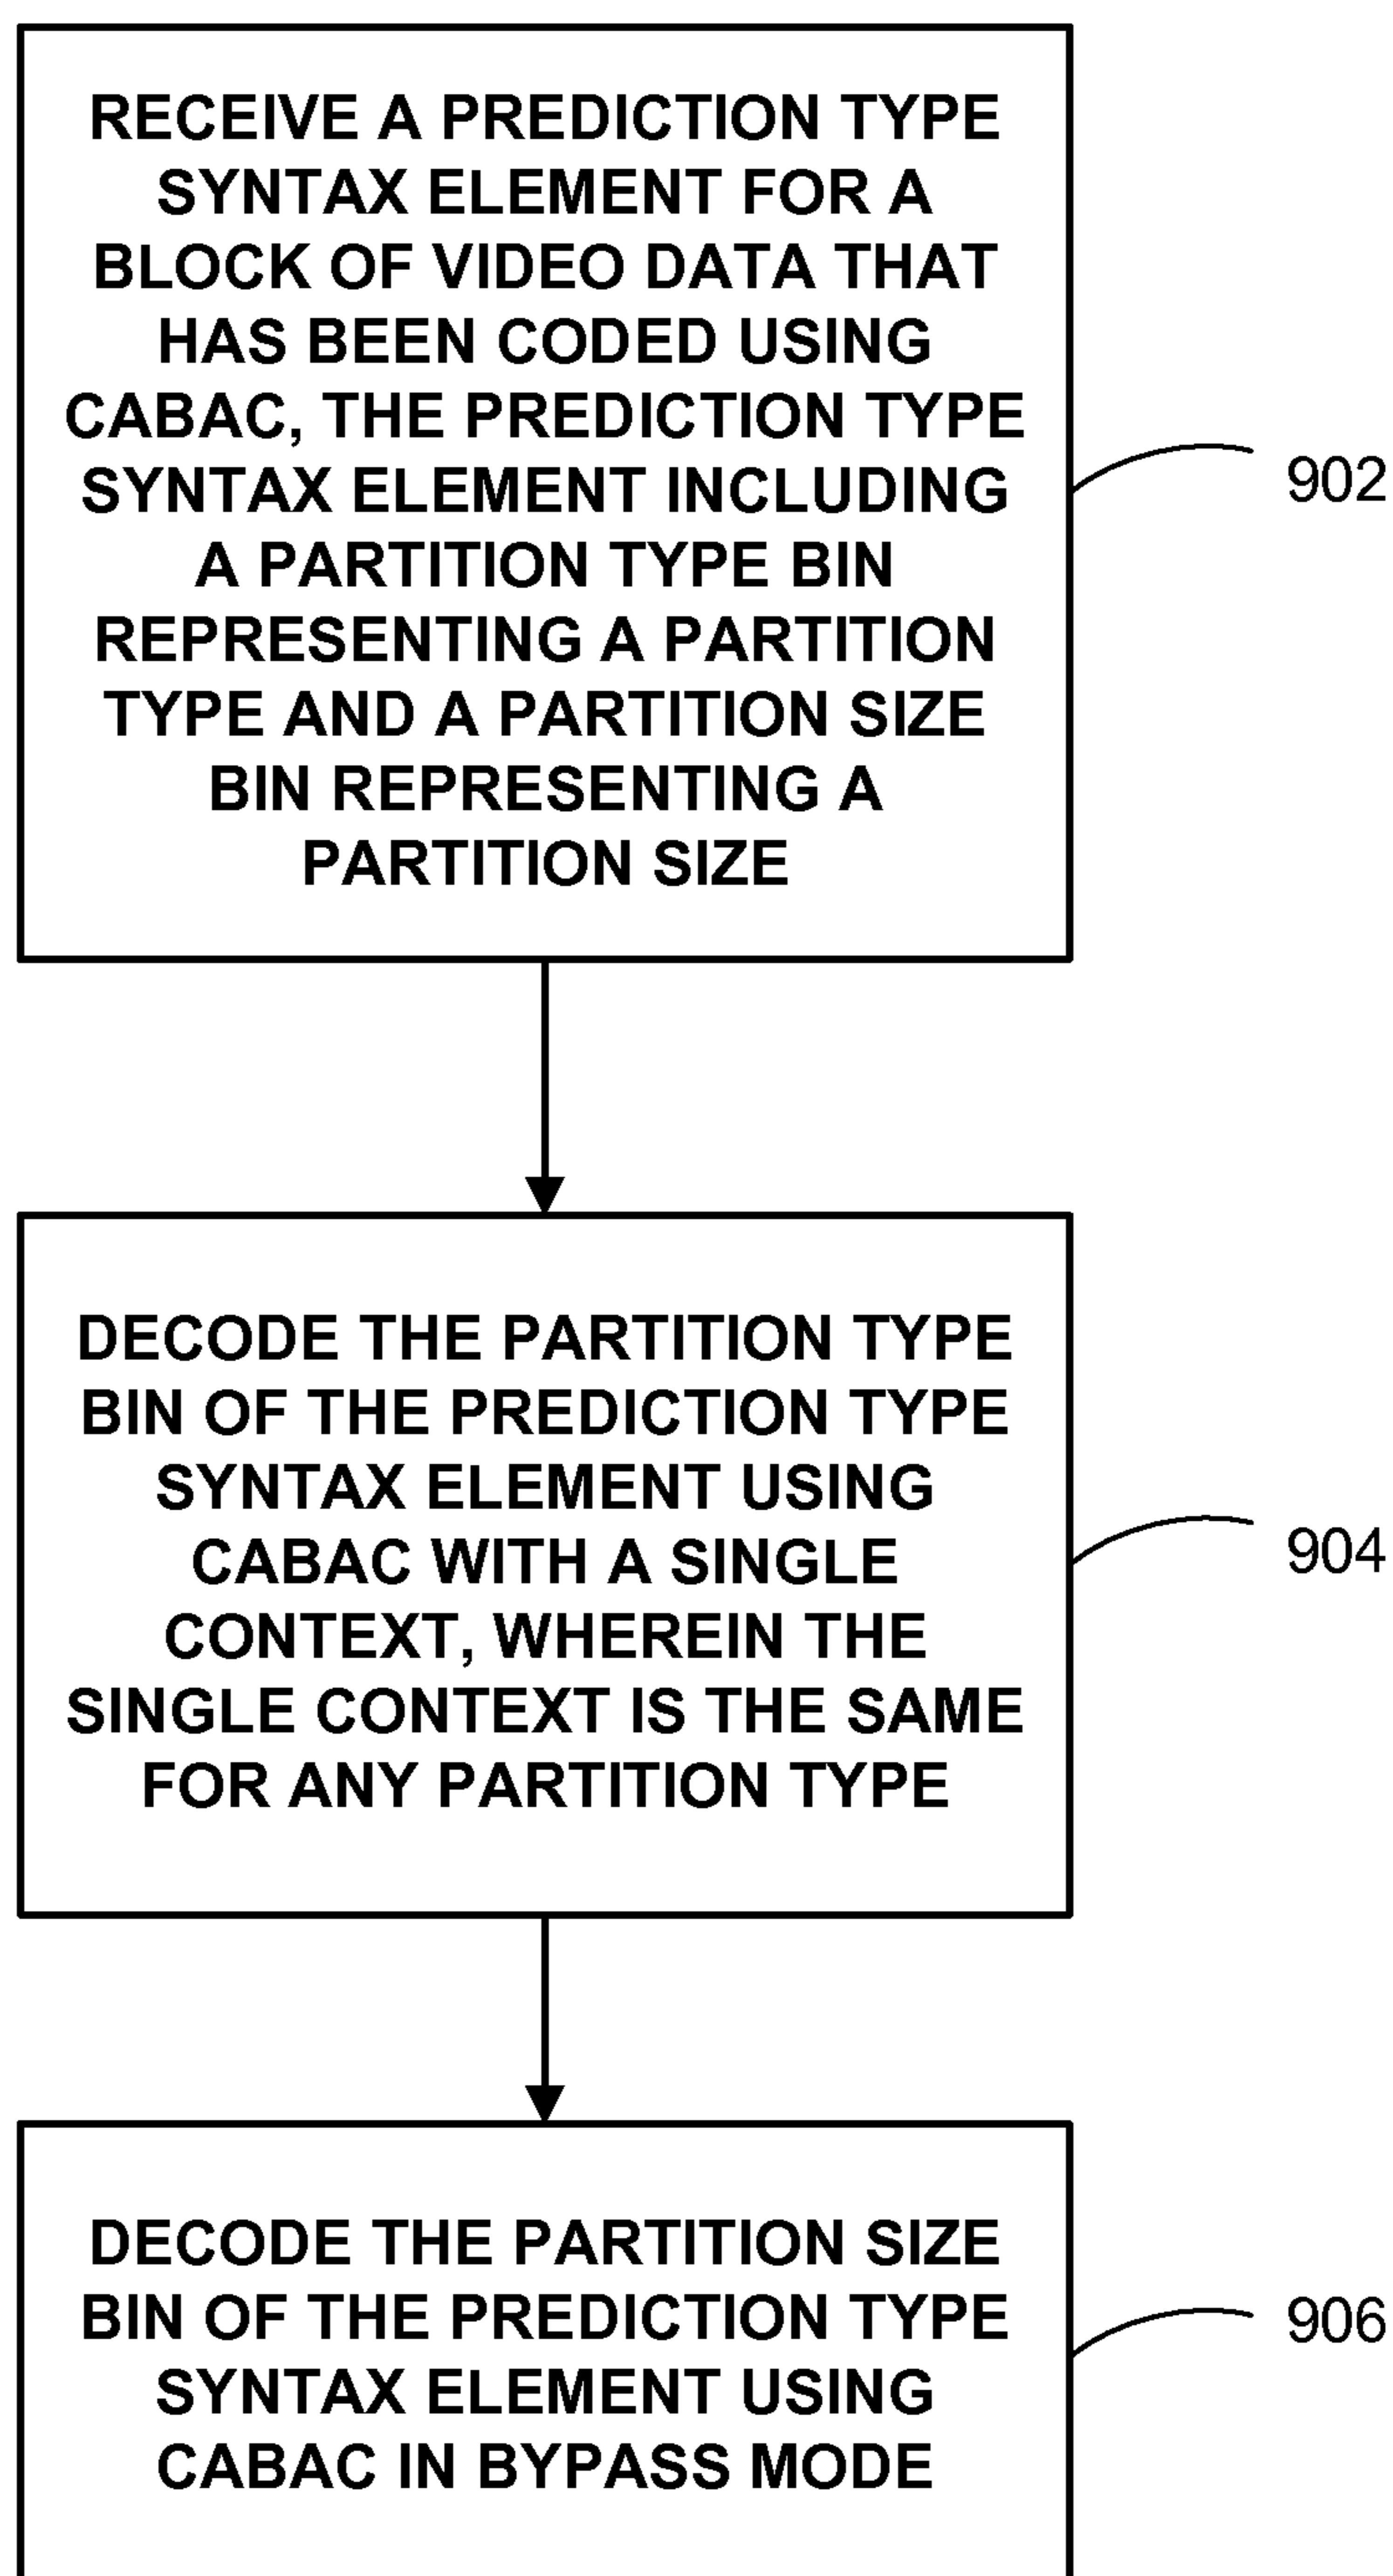 RECEIVE A PREDICTION TYPE
SYNTAX ELEMENT FOR A
BLOCK OF VIDEO DATA THAT
HAS BEEN CODED USING
CABAC, THE PREDICTION TYPE
SYNTAX ELEMENT INCLUDING
A PARTITION TYPE BIN
REPRESENTING A PARTITION
TYPE AND A PARTITION SIZE
BIN REPRESENTING A
PARTITION SIZE
902
DECODE THE PARTITION TYPE
BIN OF THE PREDICTION TYPE
SYNTAX ELEMENT USING
CABAC WITH A SINGLE
CONTEXT, WHEREIN THE
SINGLE CONTEXT IS THE SAME
FOR ANY PARTITION TYPE
904
DECODE THE PARTITION SIZE
BIN OF THE PREDICTION TYPE
SYNTAX ELEMENT USING
CABAC IN BYPASS MODE
906